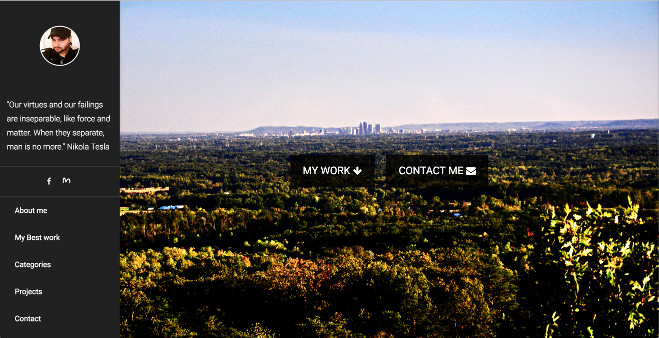 "Our virtues and our failings
are inseparable, like force and
matter. When they separate,
man is no more." Nikola Tesla
About me
My Best work
Categories
Projects
Contact
MY WORK
CONTACT ME